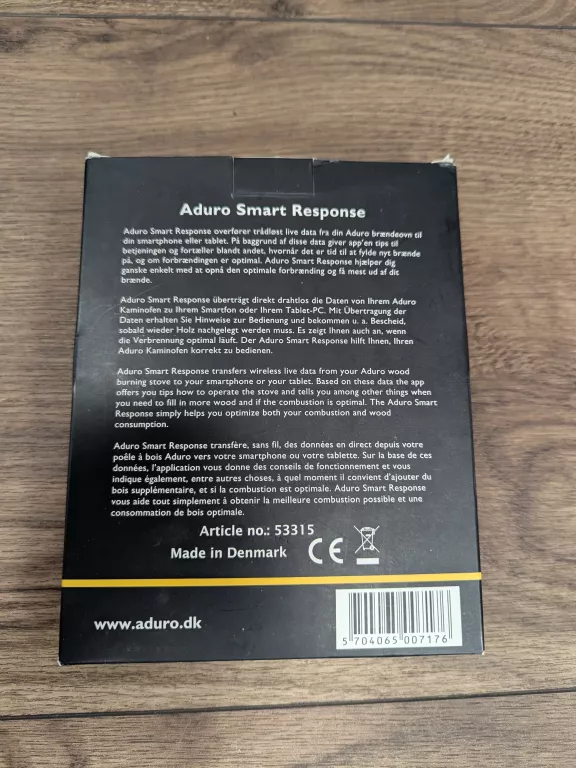 Aduro Smart Response
Aduro Smart Response overfører trådløst live data fra din Aduro brændeovn til
din smartphone eller tablet. På baggrund af disse data giver app'en tips til
betjeningen og fortæller blandt andet, hvornår det er tid til at fylde nyt brænde
på, og om forbrændingen er optimal. Aduro Smart Response hjælper dig
ganske enkelt med at opnå den optimale forbrænding og få mest ud af dit
brænde.
Aduro Smart Response überträgt direkt drahtlos die Daten von Ihrem Aduro
Kaminofen zu Ihrem Smartfon oder Ihrem Tablet-PC. Mit Übertragung der
Daten erhalten Sie Hinweise zur Bedienung und bekommen u. a. Bescheid,
sobald wieder Holz nachgelegt werden muss. Es zeigt Ihnen auch an, wenn
die Verbrennung optimal läuft. Der Aduro Smart Response hilft Ihnen, Ihren
Aduro Kaminofen korrekt zu bedienen.
Aduro Smart Response transfers wireless live data from your Aduro wood
burning stove to your smartphone or your tablet. Based on these data the app
offers you tips how to operate the stove and tells you among other things when
you need to fill in more wood and if the combustion is optimal. The Aduro Smart
Response simply helps you optimize both your combustion and wood
consumption.
Aduro Smart Response transfère, sans fil, des données en direct depuis votre
poêle à bois Aduro vers votre smartphone ou votre tablette. Sur la base de ces
données, l'application vous donne des conseils de fonctionnement et vous
indique également, entre autres choses, à quel moment il convient d'ajouter du
bois supplémentaire, et si la combustion est optimale. Aduro Smart Response
vous aide tout simplement à obtenir la meilleure combustion possible et une
consommation de bois optimale.
Article no.: 53315
Made in Denmark CE
www.aduro.dk
5 704065 007176